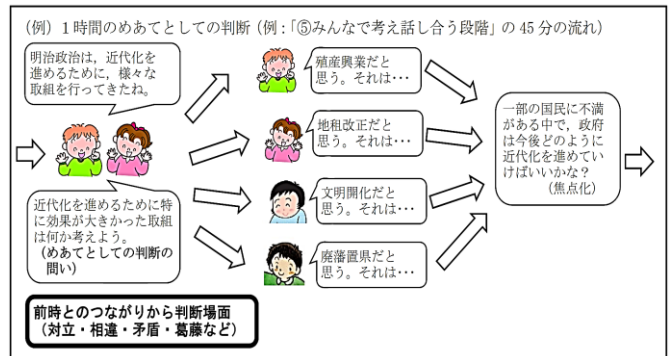 (例) 1時間のめあてとしての判断 (例:「⑤みんなで考え話し合う段階」の 45 分の流れ)
明治政治は，近代化を
進めるために，様々な
取組を行ってきたね。
近代化を進めるために特
に効果が大きかった取組
は何か考えよう。
(めあてとしての判断の
問い)
前時とのつながりから判断場面
(対立・相違・矛盾・葛藤など)
殖産興業だと
思う。それは・・・
地租改正だと
思う。それは・・・
文明開化だと
思う。それは・・・
廃藩置県だと
思う。それは・・・
一部の国民に不満
がある中で，政府
は今後どのように
近代化を進めてい
けばいいかな？
(焦点化)